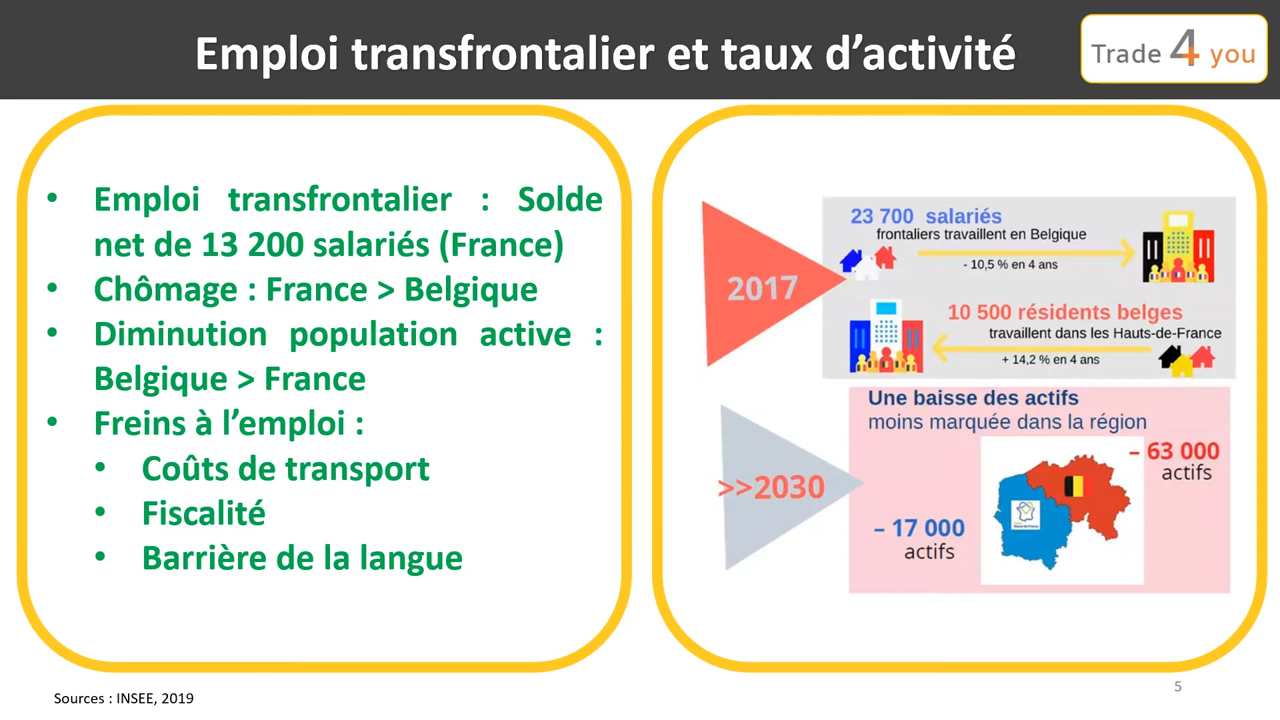 Emploi transfrontalier et taux d’activité
Trade 4 you
• Emploi transfrontalier : Solde
net de 13 200 salariés (France)
• Chômage : France > Belgique
• Diminution population active :
Belgique > France
• Freins à l’emploi :
• Coûts de transport
• Fiscalité
• Barrière de la langue
2017
23 700 salariés
frontaliers travaillent en Belgique
- 10,5 % en 4 ans
10 500 résidents belges
travaillent dans les Hauts-de-France
+ 14,2 % en 4 ans
>>2030
Une baisse des actifs
moins marquée dans la région
– 63 000
actifs
– 17 000
actifs
Sources : INSEE, 2019
5